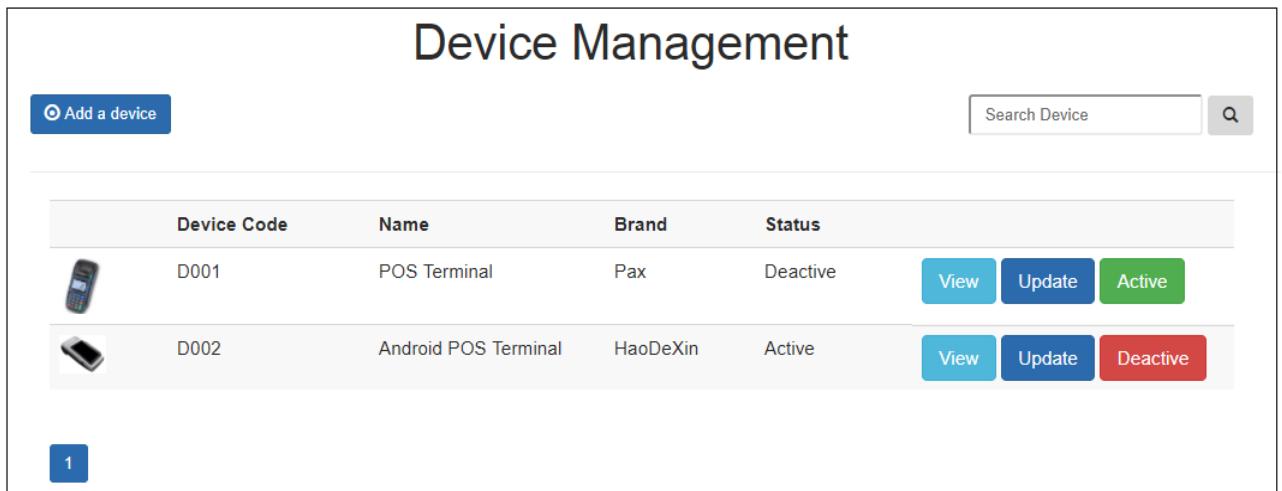 Device Management
Add a device
Search Device
Device Code Name Brand Status
D001 POS Terminal Pax Deactive View Update Active
D002 Android POS Terminal HaoDeXin Active View Update Deactive
1